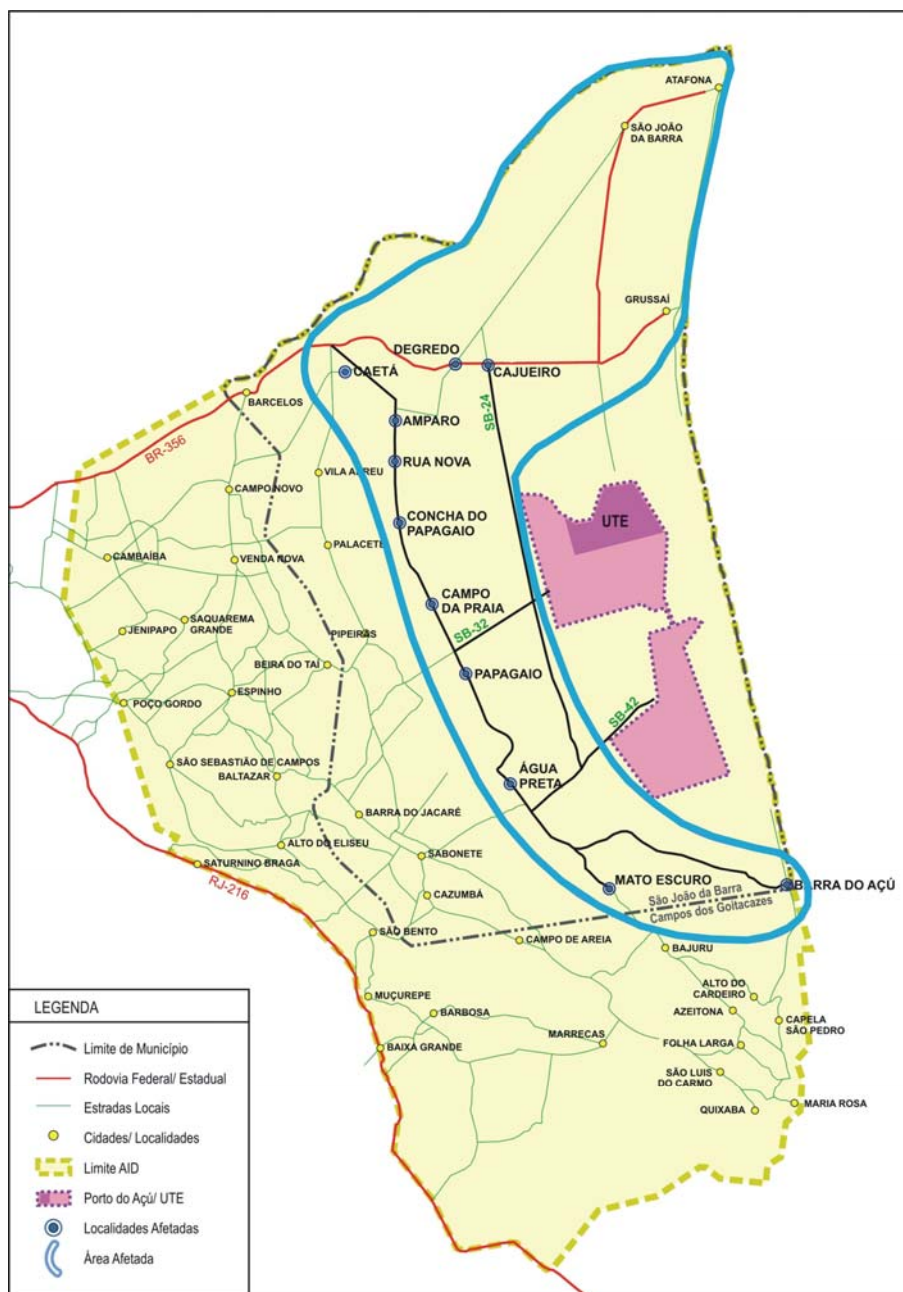 ATAFONA
SÃO JOÃO
DA BARRA
GRUSSAÍ
DEGREDO
CAJUEIRO
CAETÁ
BARCELOS
BR-356
SB-24
AMPARO
RUA NOVA
VILA ABREU
CAMPO NOVO
UTE
CONCHA DO
PAPAGAIO
PALACETE
CAMBAÍBA
VENDA NOVA
CAMPO
DA PRAIA
SAQUAREMA
GRANDE
JENIPAPO
PIPEIRAS
SB-32
BEIRA DO TAÍ
PAPAGAIO
ESPINHO
POÇO GORDO
SB-42
SÃO SEBASTIÃO DE CAMPOS
BALTAZAR
ÁGUA
PRETA
BARRA DO JACARÉ
ALTO DO ELISEU
SABONETE
SATURNINO BRAGA
RJ-216
MATO ESCURO
BARRA DO AÇÚ
São João da Barra
Campos dos Goitacazes
CAZUMBÁ
SÃO BENTO
CAMPO DE AREIA
BAJURU
MUÇUREPE
ALTO DO
CARDEIRO
BARBOSA
AZEITONA
CAPELA
SÃO PEDRO
MARRECAS
BAIXA GRANDE
FOLHA LARGA
SÃO LUIS
DO CARMO
QUIXABA
MARIA ROSA
LEGENDA
Limite de Município
Rodovia Federal/ Estadual
Estradas Locais
Cidades/ Localidades
Limite AID
Porto do Açú/ UTE
Localidades Afetadas
Área Afetada